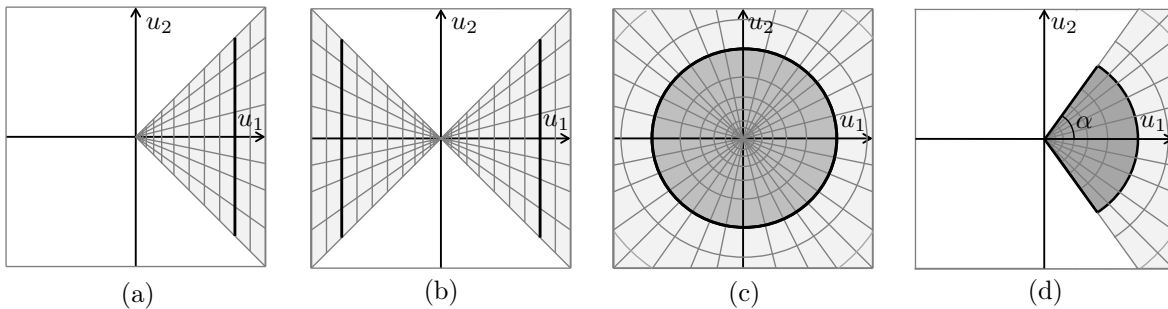 u₂ u₂ u₂ u₂
u₁ u₁ u₁ α u₁
(a) (b) (c) (d)